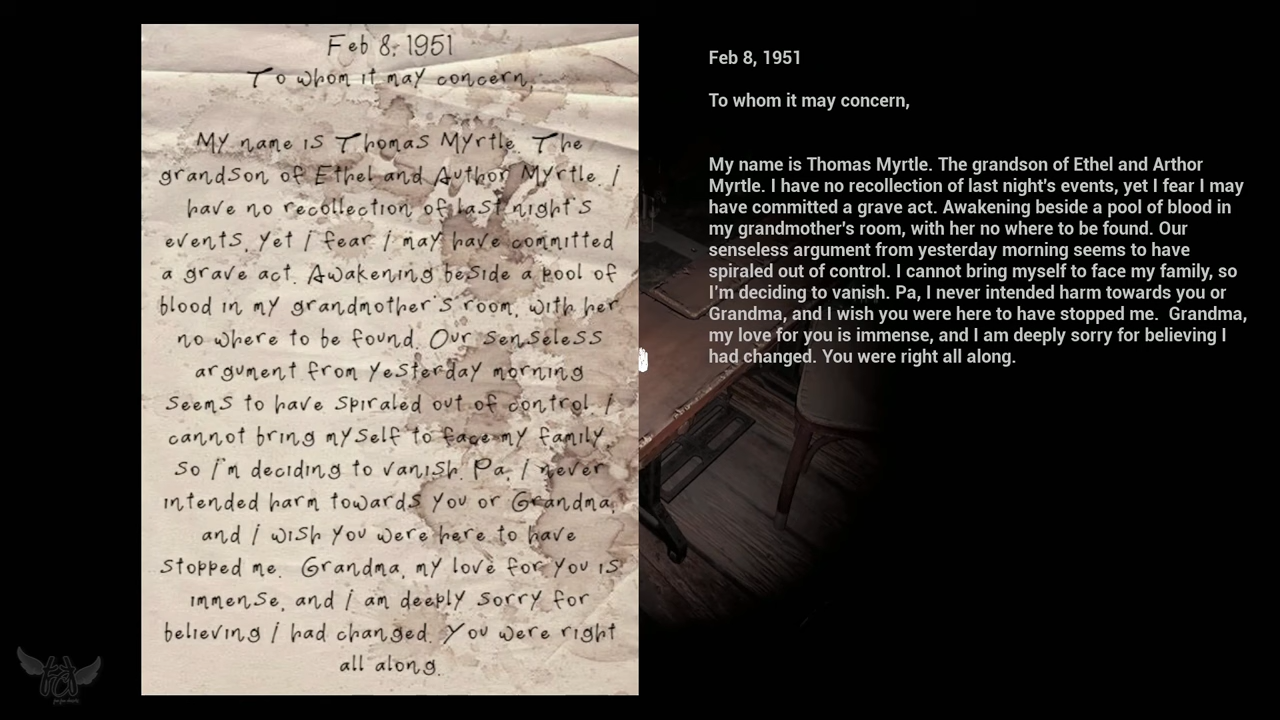 Feb 8, 1951
To whom it may concern,
My name is Thomas Myrtle. The
grandson of Ethel and Author Myrtle. I
have no recollection of last night's
events, yet I fear I may have committed
a grave act. Awakening beside a pool of
blood in my grandmother's room, with her
no where to be found. Our senseless
argument from yesterday morning
seems to have spiraled out of control. I
cannot bring myself to face my family,
so I'm deciding to vanish. Pa, I never
intended harm towards you or Grandma,
and I wish you were here to have
stopped me. Grandma, my love for you is
immense, and I am deeply sorry for
believing I had changed. You were right
all along.
Feb 8, 1951
To whom it may concern,
My name is Thomas Myrtle. The grandson of Ethel and Arthor
Myrtle. I have no recollection of last night's events, yet I fear I may
have committed a grave act. Awakening beside a pool of blood in
my grandmother's room, with her no where to be found. Our
senseless argument from yesterday morning seems to have
spiraled out of control. I cannot bring myself to face my family, so
I'm deciding to vanish. Pa, I never intended harm towards you or
Grandma, and I wish you were here to have stopped me.  Grandma,
my love for you is immense, and I am deeply sorry for believing I
had changed. You were right all along.